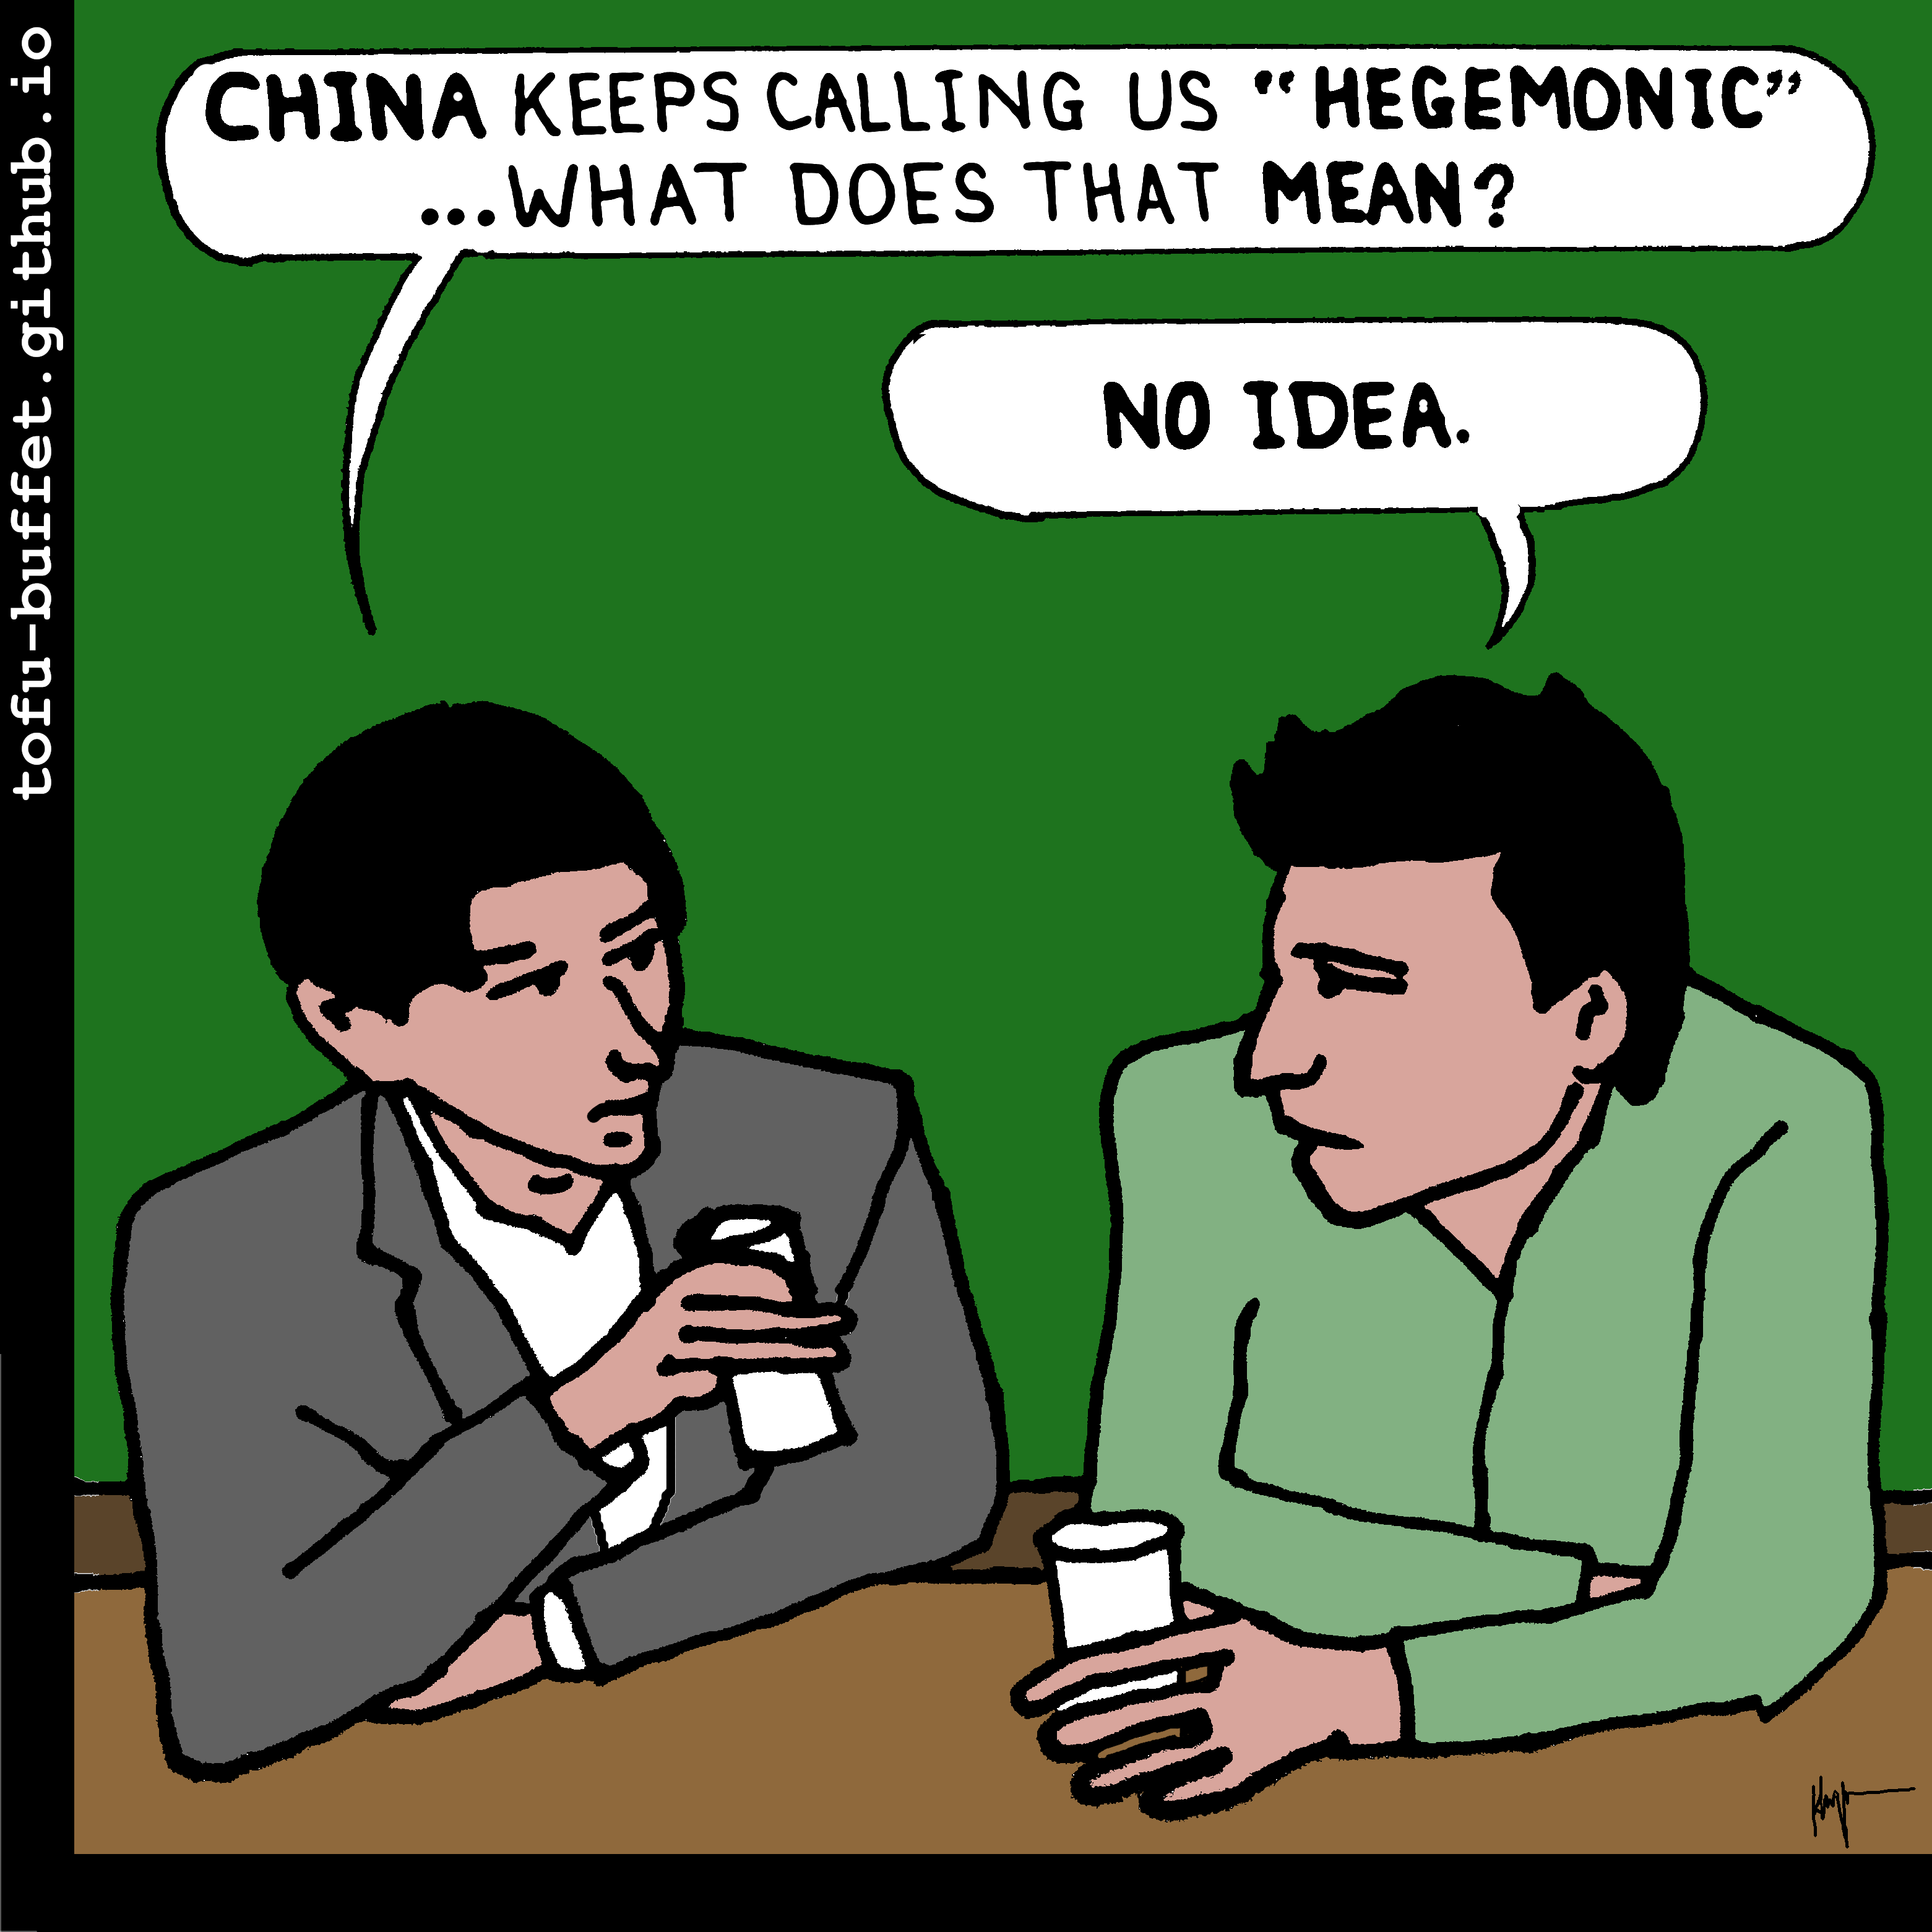 CHINA KEEPS CALLING US “HEGEMONIC”
...WHAT DOES THAT MEAN?
NO IDEA.
tofu-buffet.github.io